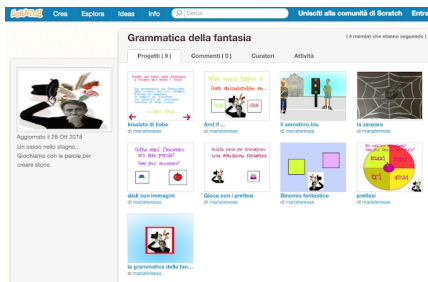 SCRATCH Crea Esplora Ideas Info Cerca Unisciti alla comunità di Scratch Entra
Grammatica della fantasia
[ 4 membri che stanno seguendo ]
Progetti ( 9 ) Commenti ( 0 ) Curatori Attività
Aggiornato il 28 Ott 2018
Un sasso nello stagno...
Giochiamo con le parole per
creare storie.
Insalata di fiabe
di mariateresas
And if ...
di mariateresas
Il semaforo blu
di mariateresas
la zanzara
di mariateresas
dadi con immagini
di mariateresas
Gioca con i prefissi
di mariateresas
Binomio fantastico
di mariateresas
prefissi
di mariateresas
maxi
mini
tri
la grammatica della fan...
di mariateresas